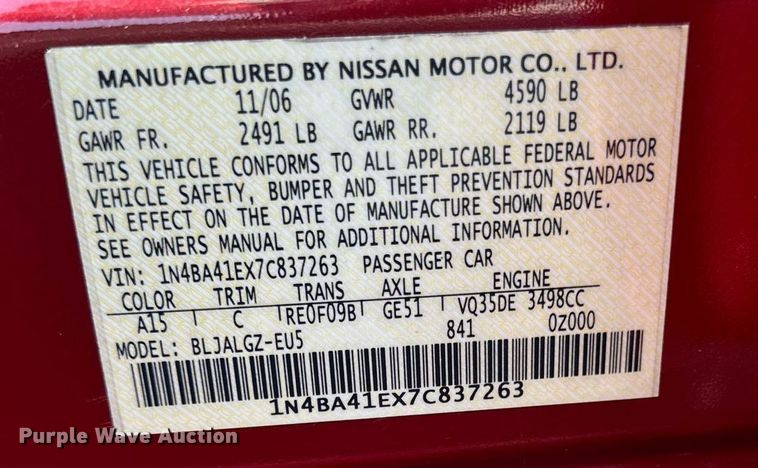 MANUFACTURED BY NISSAN MOTOR CO., LTD.
DATE 11/06 GVWR 4590 LB
GAWR FR. 2491 LB GAWR RR. 2119 LB
THIS VEHICLE CONFORMS TO ALL APPLICABLE FEDERAL MOTOR
VEHICLE SAFETY, BUMPER AND THEFT PREVENTION STANDARDS
IN EFFECT ON THE DATE OF MANUFACTURE SHOWN ABOVE.
SEE OWNERS MANUAL FOR ADDITIONAL INFORMATION.
VIN: 1N4BA41EX7C837263 PASSENGER CAR
COLOR TRIM TRANS AXLE ENGINE
A15 C RE0F09B GE51 VQ35DE 3498CC
MODEL: BLJALGZ-EU5 841 0Z000
1N4BA41EX7C837263
Purple Wave Auction